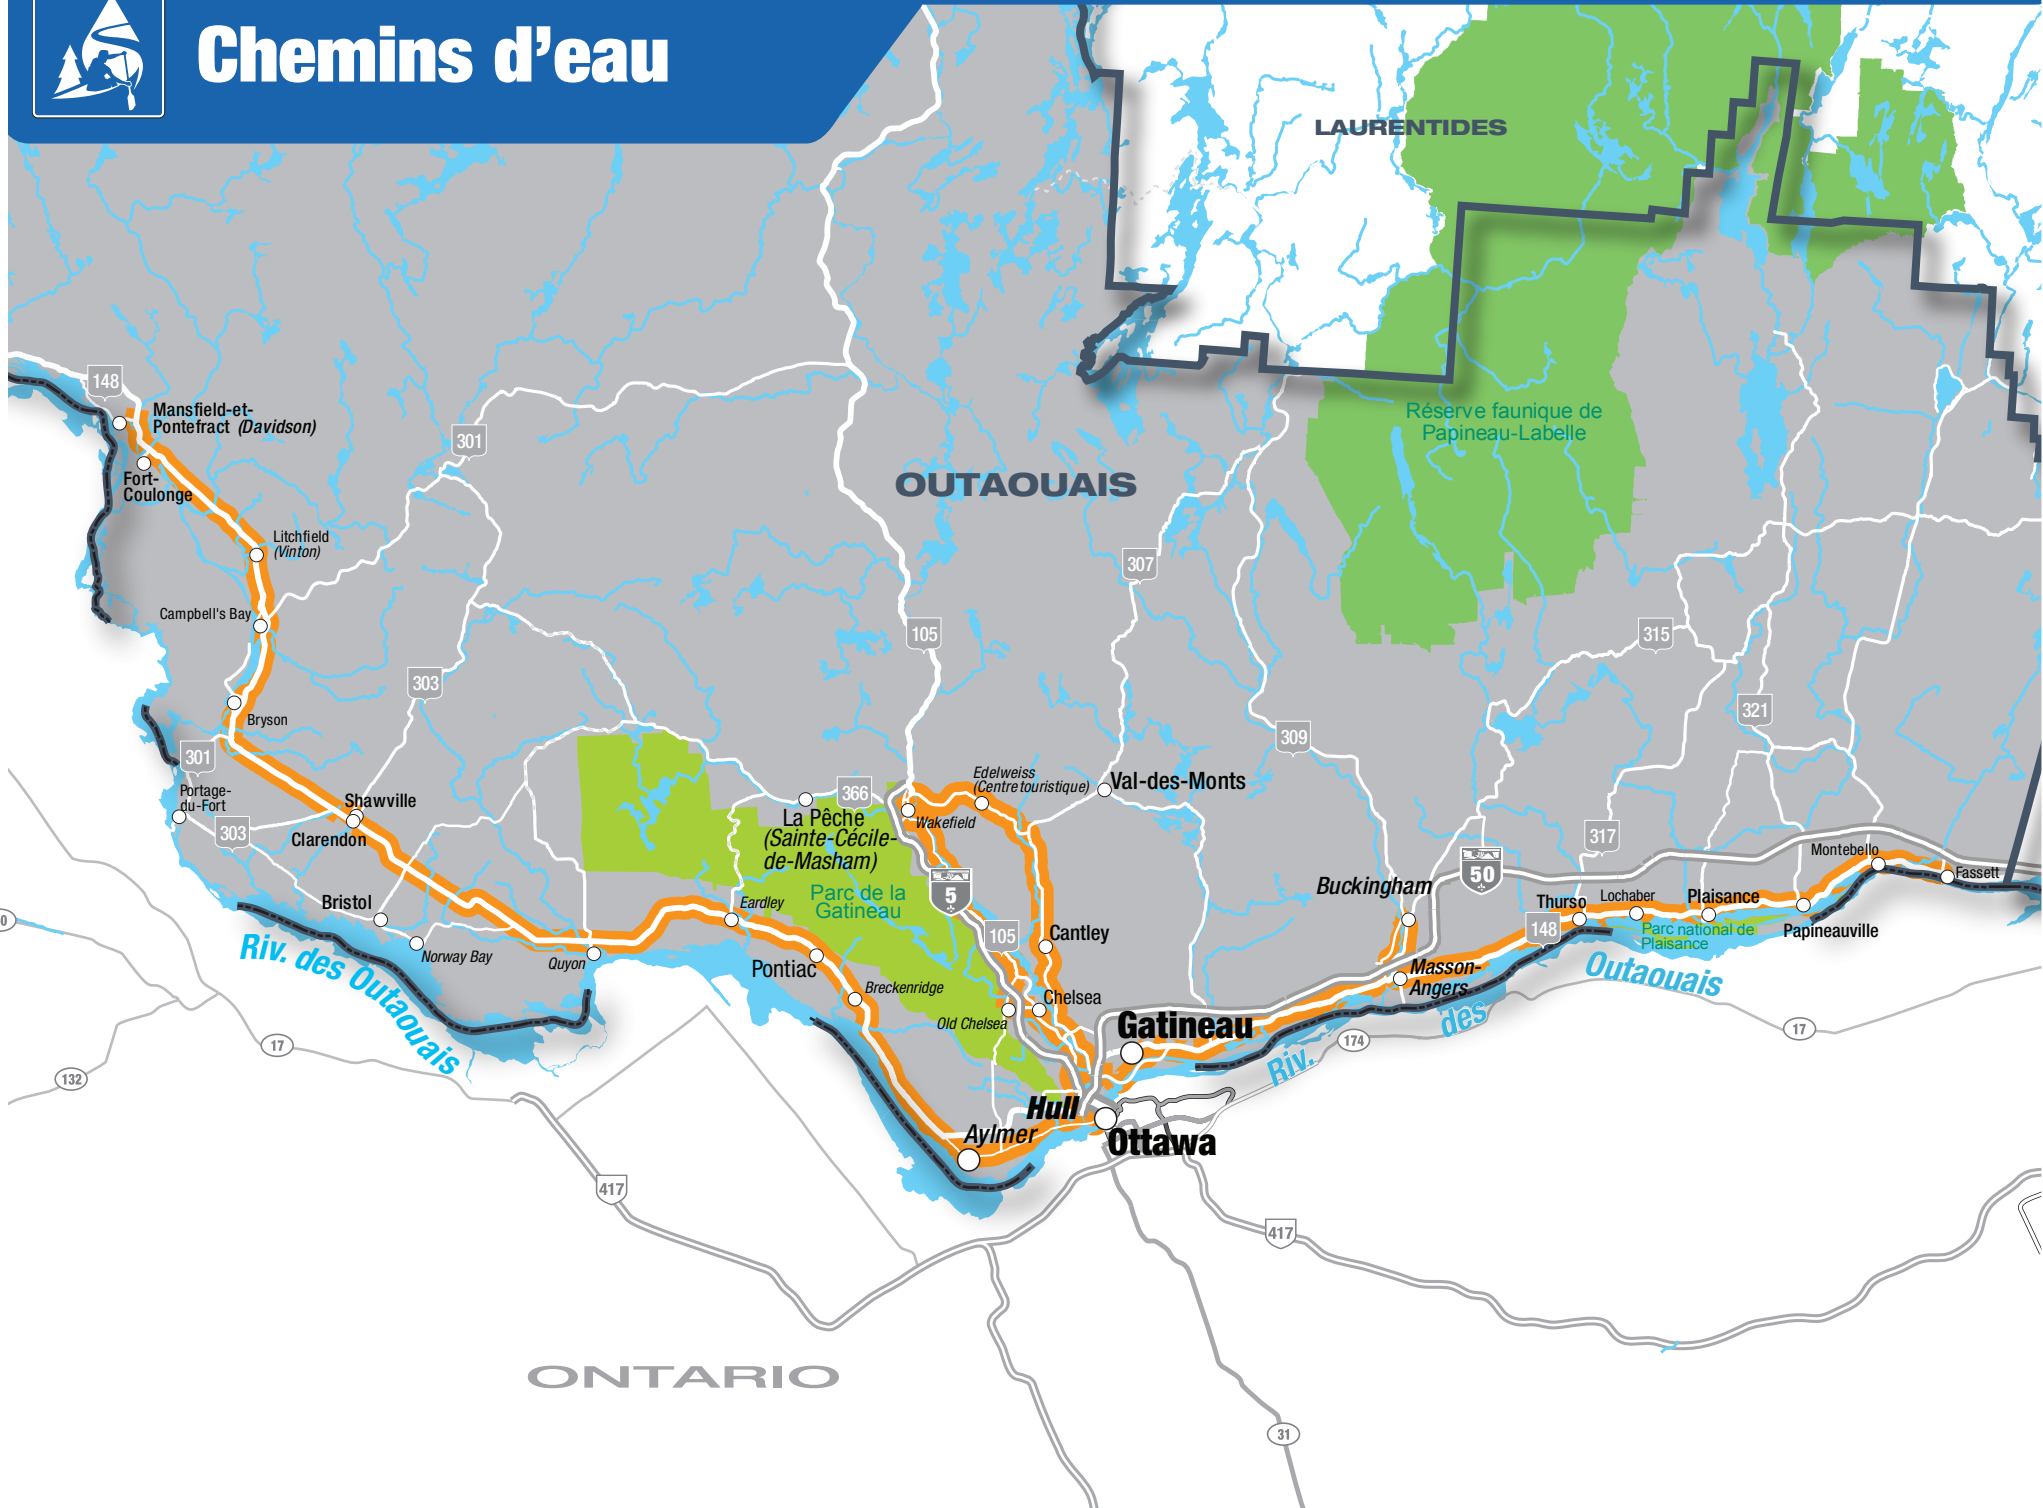 Chemins d'eau
LAURENTIDES
148
Mansfield-et-
Pontefract (Davidson)
Réserve faunique de
Papineau-Labelle
301
Fort-
Coulonge
OUTAOUAIS
Litchfield
(Vinton)
307
Campbell's Bay
105
315
303
Bryson
321
309
301
Portage-
du-Fort
Edelweiss
(Centre touristique)
Val-des-Monts
366
Shawville
303
Clarendon
La Pêche
(Sainte-Cécile-
de-Masham)
Wakefield
317
Montebello
50
Fassett
5
Buckingham
Parc de la
Gatineau
Bristol
Eardley
Thurso
Lochaber
Plaisance
0
148
105
Cantley
Parc national de
Plaisance
Papineauville
Riv. des Outaouais
Norway Bay
Quyon
Pontiac
Masson-
Angers
Outaouais
Breckenridge
Chelsea
Old Chelsea
Gatineau
des
17
174
17
Riv.
132
Hull
Aylmer
Ottawa
417
417
ONTARIO
31